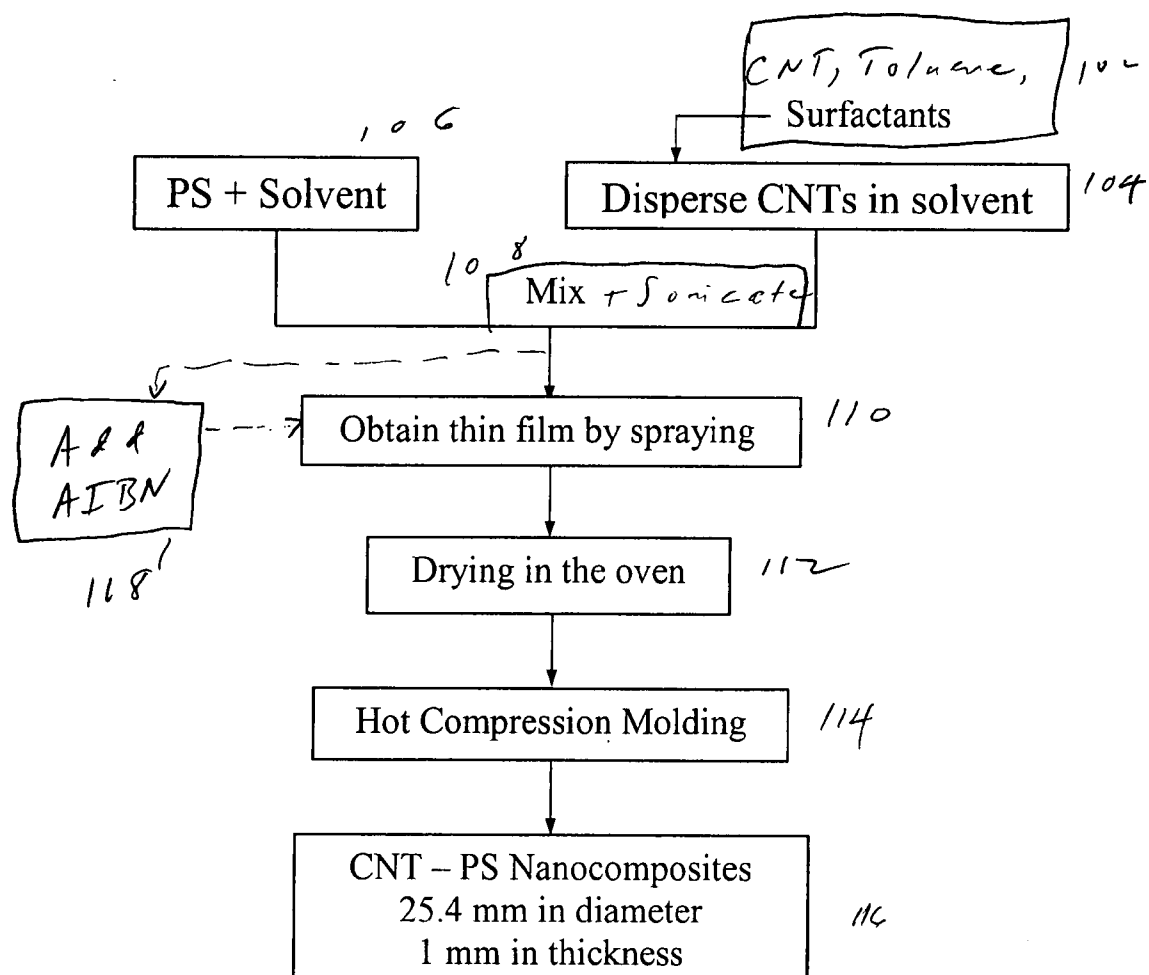 CNT, Toluene, 102
Surfactants
106
PS + Solvent
Disperse CNTs in solvent 104
108
Mix + Sonicate
Obtain thin film by spraying 110
Add
AIBN
118
Drying in the oven 112
Hot Compression Molding 114
CNT – PS Nanocomposites
25.4 mm in diameter 116
1 mm in thickness